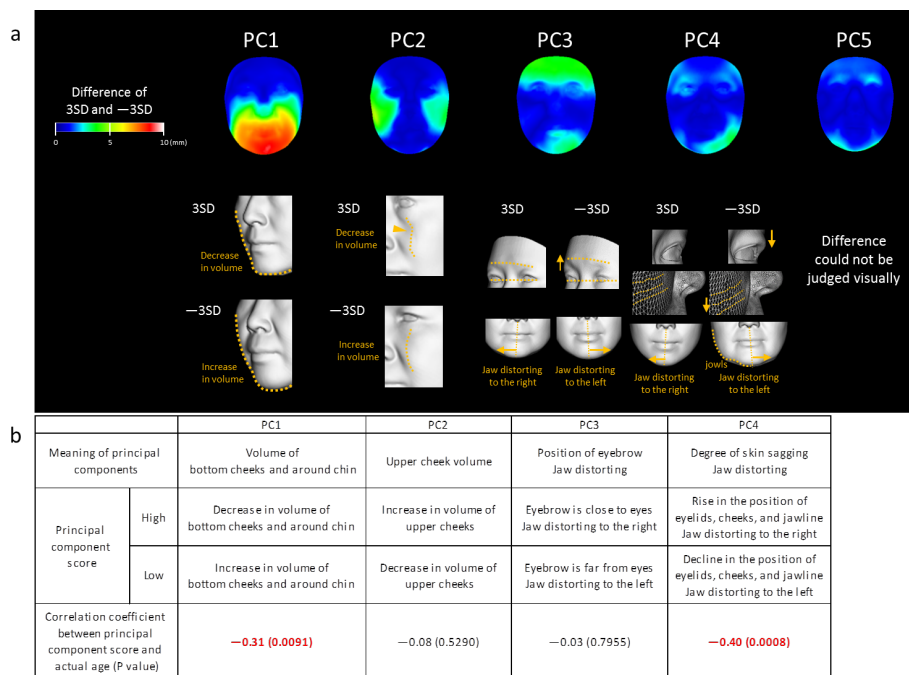 a
PC1 PC2 PC3 PC4 PC5
Difference of
3SD and —3SD
0 5 10 (mm)
3SD 3SD 3SD —3SD 3SD —3SD
Decrease
in volume
Decrease
in volume
Difference
could not be
judged visually
—3SD —3SD
Increase
in volume
Increase
in volume
Jaw distorting
to the right
Jaw distorting
to the left
Jaw distorting
to the right
jowls
Jaw distorting
to the left
b
PC1 PC2 PC3 PC4
Meaning of principal
components
Volume of
bottom cheeks and around chin
Upper cheek volume
Position of eyebrow
Jaw distorting
Degree of skin sagging
Jaw distorting
Principal
component
score
High
Decrease in volume of
bottom cheeks and around chin
Increase in volume of
upper cheeks
Eyebrow is close to eyes
Jaw distorting to the right
Rise in the position of
eyelids, cheeks, and jawline
Jaw distorting to the right
Low
Increase in volume of
bottom cheeks and around chin
Decrease in volume of
upper cheeks
Eyebrow is far from eyes
Jaw distorting to the left
Decline in the position of
eyelids, cheeks, and jawline
Jaw distorting to the left
Correlation coefficient
between principal
component score and
actual age (P value)
—0.31 (0.0091)
—0.08 (0.5290)
—0.03 (0.7955)
—0.40 (0.0008)